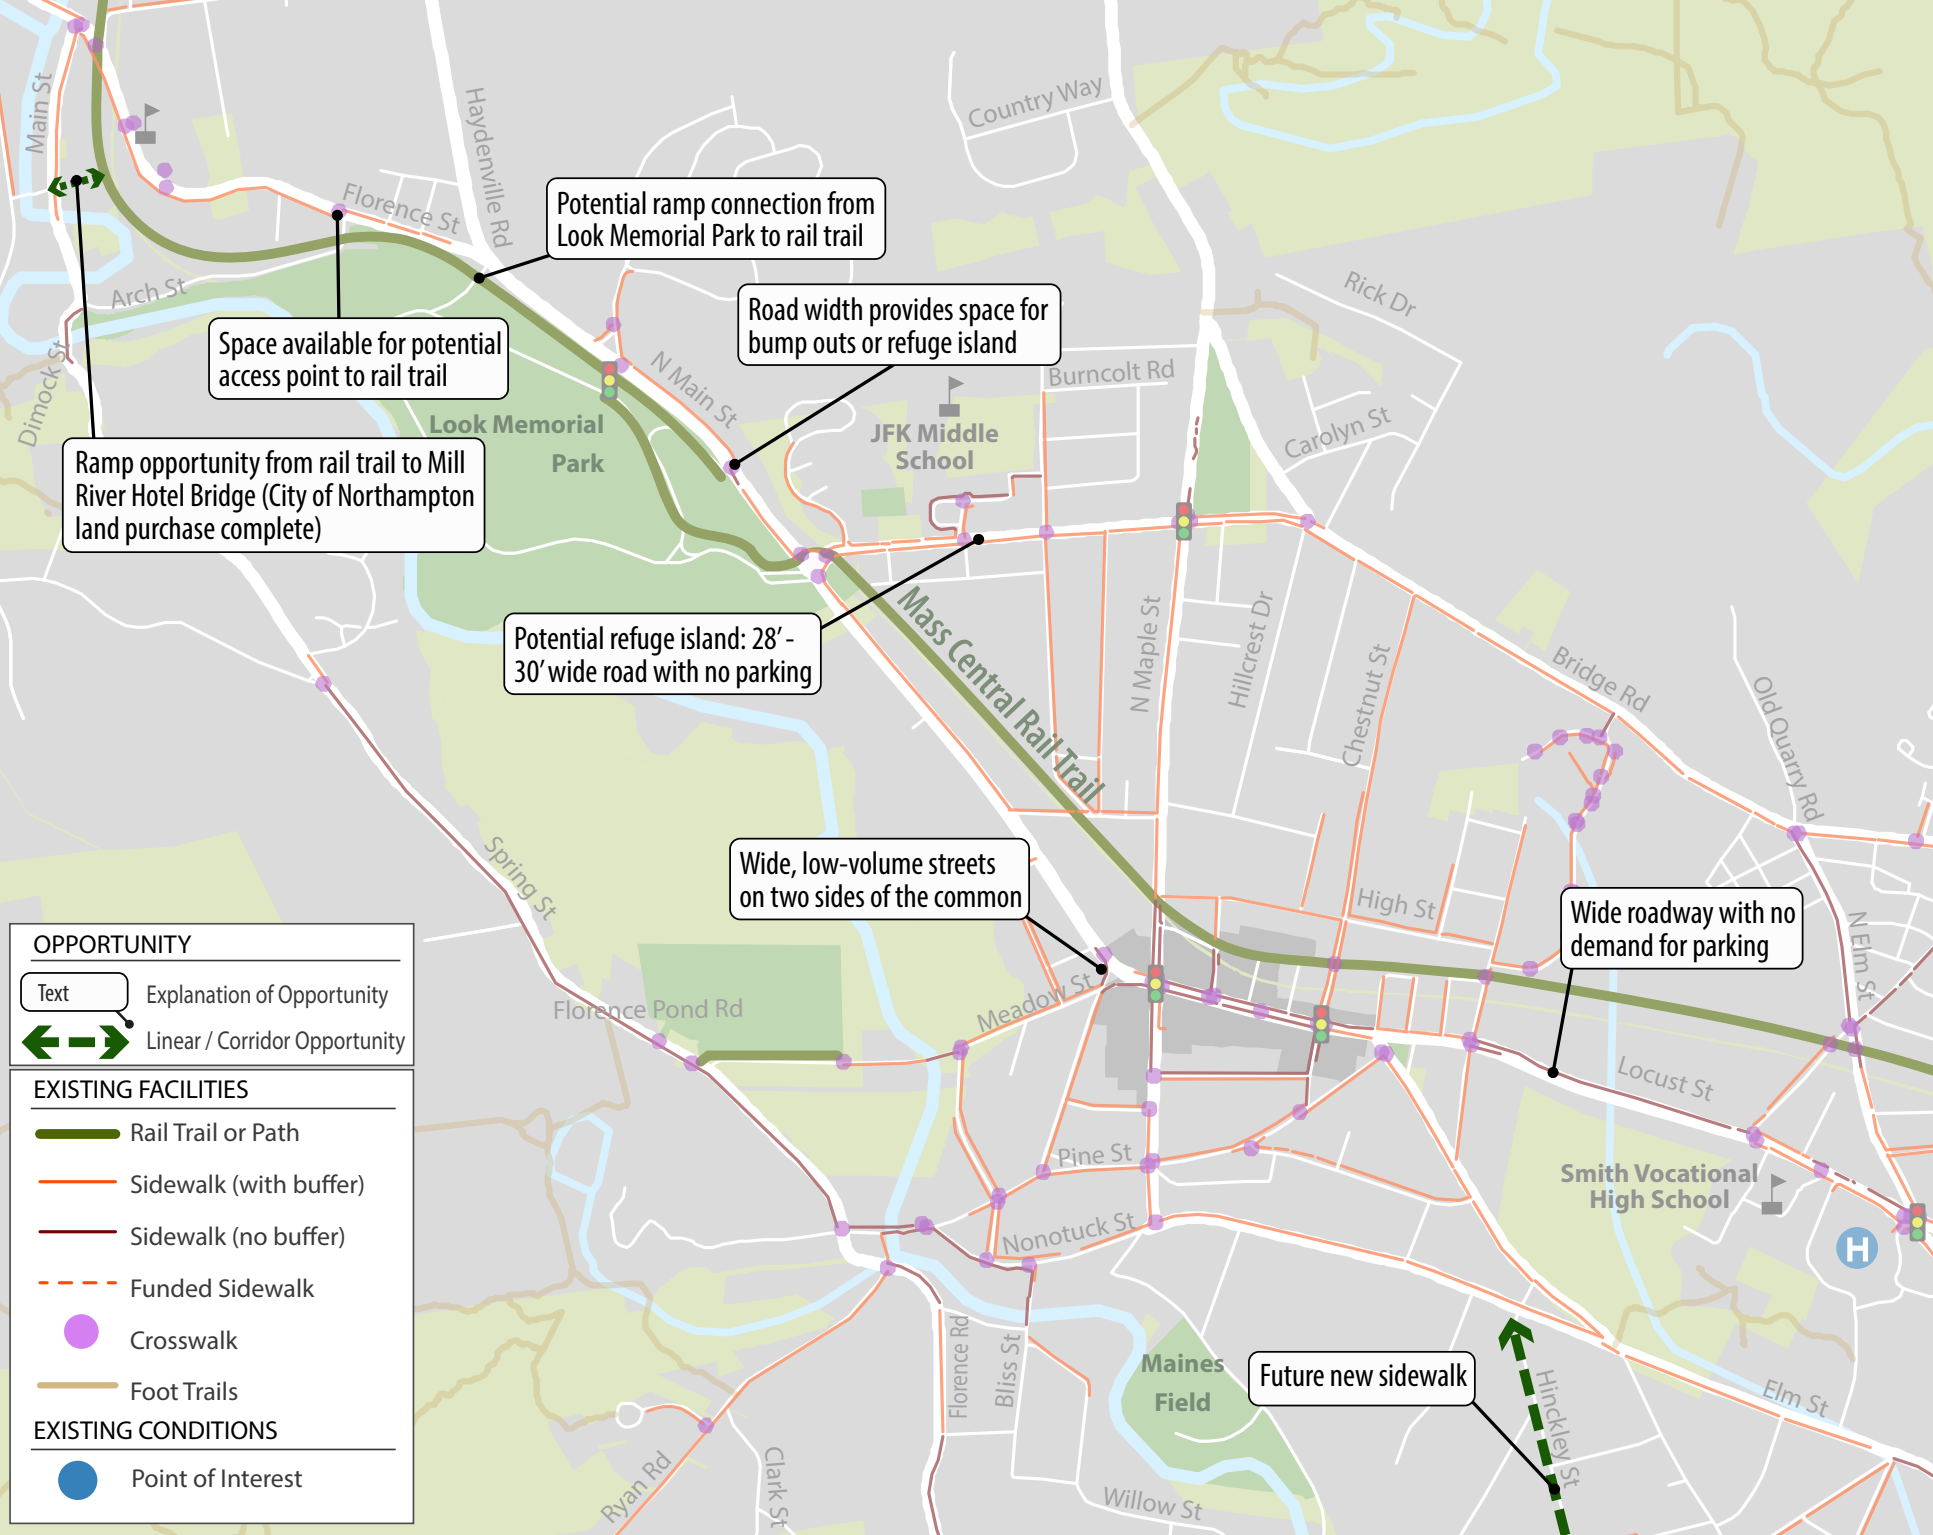 Main St
Haydenville Rd
Country Way
Florence St
Potential ramp connection from
Look Memorial Park to rail trail
Arch St
Rick Dr
Space available for potential
access point to rail trail
Road width provides space for
bump outs or refuge island
Dimock St
N Main St
Burncolt Rd
Look Memorial
Park
JFK Middle
School
Carolyn St
Ramp opportunity from rail trail to Mill
River Hotel Bridge (City of Northampton
land purchase complete)
Potential refuge island: 28’ -
30’ wide road with no parking
Mass Central Rail Trail
N Maple St
Hillcrest Dr
Chestnut St
Bridge Rd
Old Quarry Rd
Spring St
Wide, low-volume streets
on two sides of the common
High St
Wide roadway with no
demand for parking
N Elm St
Florence Pond Rd
Meadow St
Locust St
Pine St
Smith Vocational
High School
Nonotuck St
H
Florence Rd
Bliss St
Maines
Field
Future new sidewalk
Hinckley St
Elm St
Ryan Rd
Clark St
Willow St
OPPORTUNITY
Text
Explanation of Opportunity
Linear / Corridor Opportunity
EXISTING FACILITIES
Rail Trail or Path
Sidewalk (with buffer)
Sidewalk (no buffer)
Funded Sidewalk
Crosswalk
Foot Trails
EXISTING CONDITIONS
Point of Interest